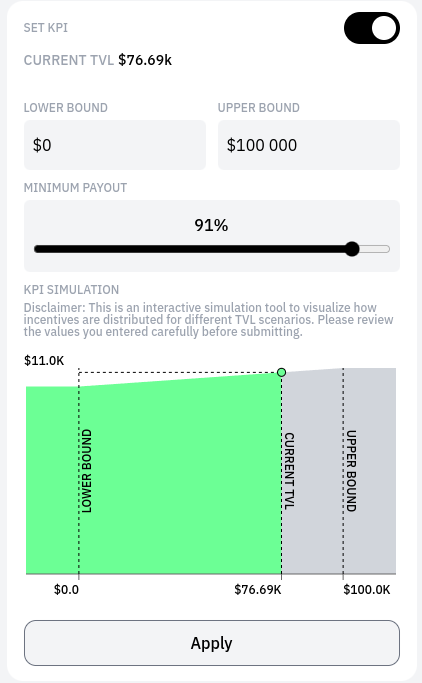 SET KPI
CURRENT TVL $76.69k
LOWER BOUND
UPPER BOUND
$0
$100 000
MINIMUM PAYOUT
91%
KPI SIMULATION
Disclaimer: This is an interactive simulation tool to visualize how
incentives are distributed for different TVL scenarios. Please review
the values you entered carefully before submitting.
$11.0K
LOWER BOUND
CURRENT TVL
UPPER BOUND
$0.0
$76.69K
$100.0K
Apply